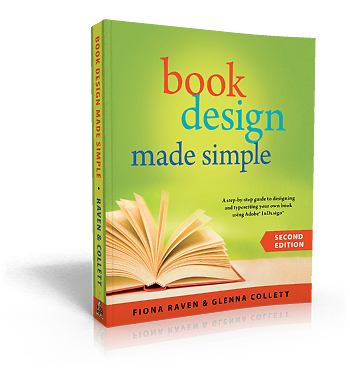 BOOK DESIGN MADE SIMPLE • RAVEN & COLLETT
book
design
made simple
A step-by-step guide to designing
and typesetting your own book
using Adobe® InDesign®
SECOND
EDITION
FIONA RAVEN & GLENNA COLLETT